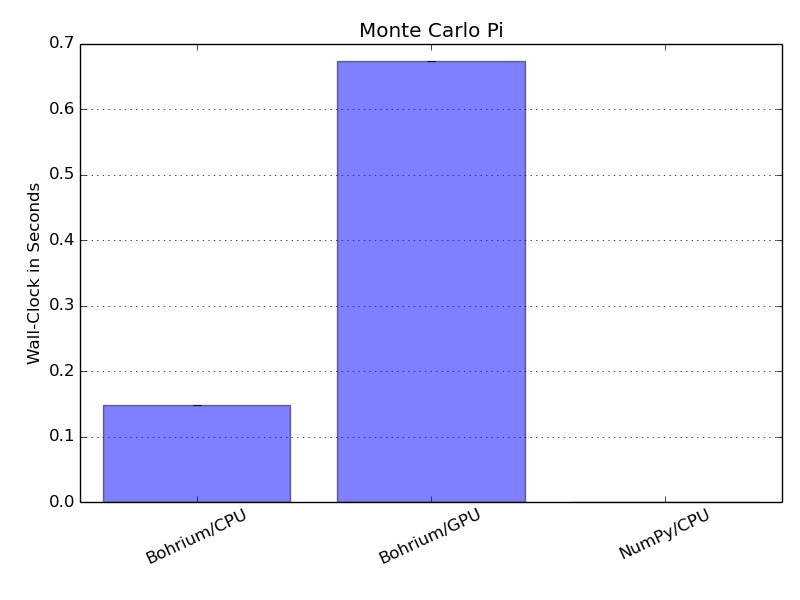 Monte Carlo Pi
Wall-Clock in Seconds
0.7
0.6
0.5
0.4
0.3
0.2
0.1
0.0
Bohrium/CPU
Bohrium/GPU
NumPy/CPU